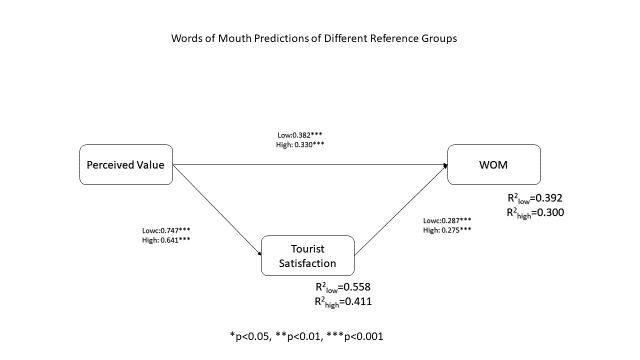 Words of Mouth Predictions of Different Reference Groups
Low:0.382***
High: 0.330***
Perceived Value
WOM
R²low=0.392
R²high=0.300
Lowc:0.747***
High: 0.641***
Lowc:0.287***
High: 0.275***
Tourist
Satisfaction
R²low=0.558
R²high=0.411
*p<0.05, **p<0.01, ***p<0.001